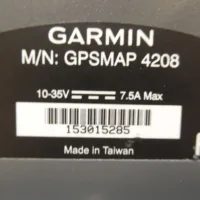 GARMIN
M/N: GPSMAP 4208
10-35V 7.5A Max
153015285
Made in Taiwan